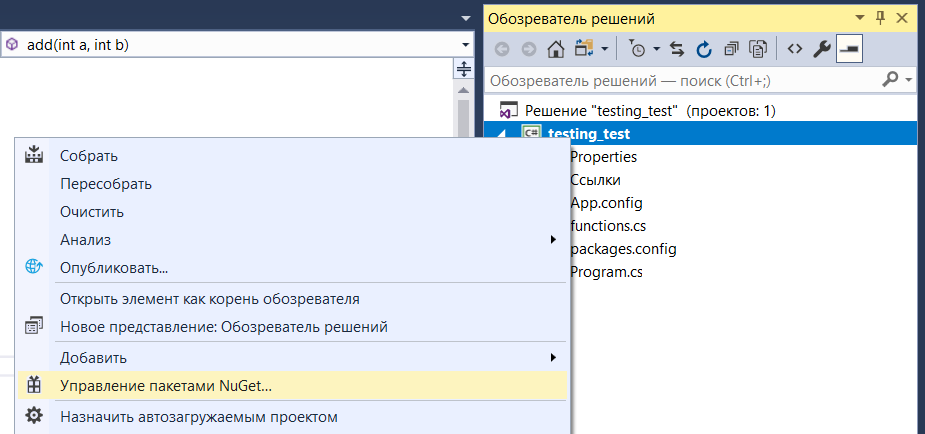 Обозреватель решений
add(int a, int b)
Обозреватель решений — поиск (Ctrl+;)
Решение "testing_test" (проектов: 1)
C# testing_test
Properties
Ссылки
App.config
functions.cs
packages.config
Program.cs
Собрать
Пересобрать
Очистить
Анализ
Опубликовать...
Открыть элемент как корень обозревателя
Новое представление: Обозреватель решений
Добавить
Управление пакетами NuGet...
Назначить автозагружаемым проектом